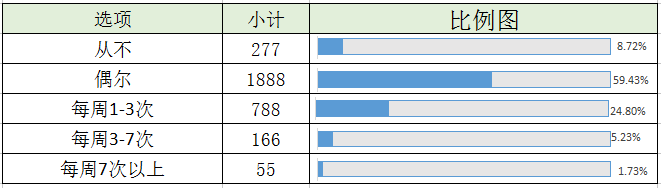 选项 小计 比例图
从不 277 8.72%
偶尔 1888 59.43%
每周1-3次 788 24.80%
每周3-7次 166 5.23%
每周7次以上 55 1.73%